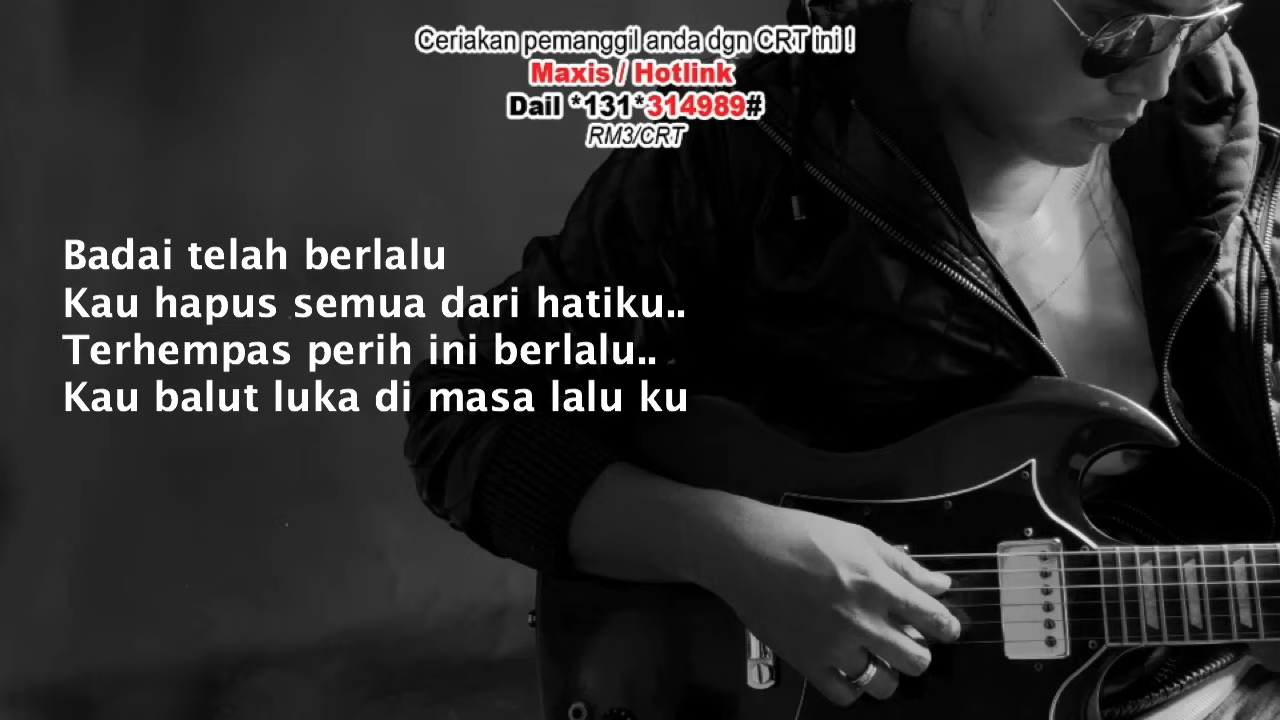 Ceriakan pemanggil anda dgn CRT ini !
Maxis / Hotlink
Dail *131*314989#
RM3/CRT
Badai telah berlalu
Kau hapus semua dari hatiku..
Terhempas perih ini berlalu..
Kau balut luka di masa lalu ku